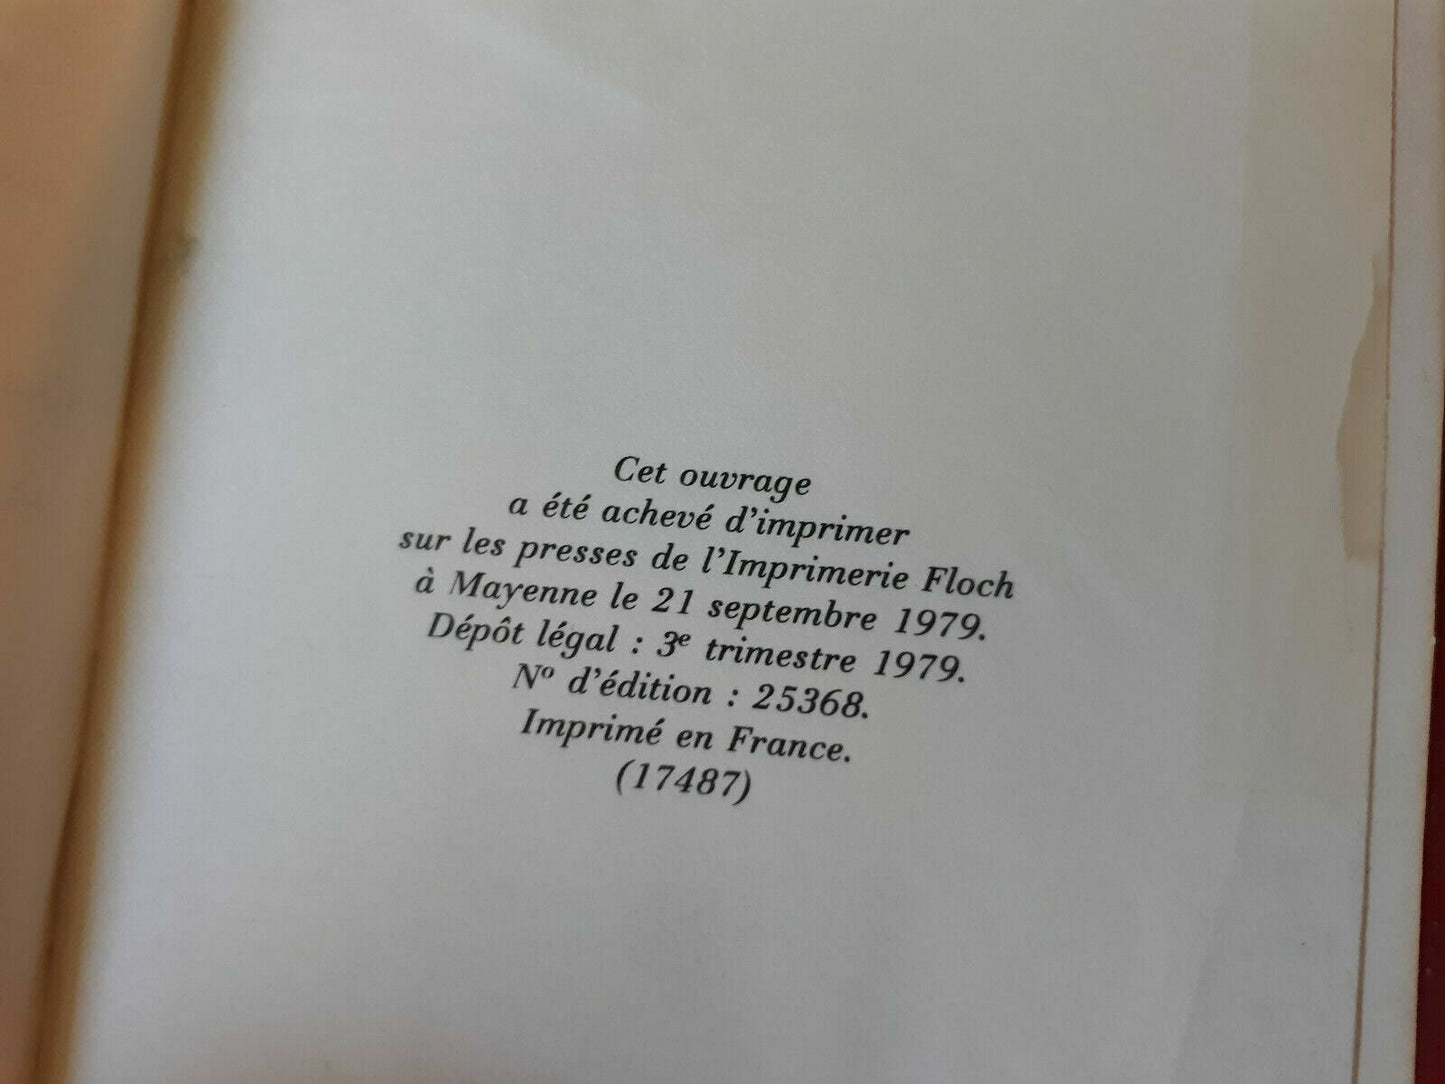 Cet ouvrage
a été achevé d'imprimer
sur les presses de l'Imprimerie Floch
à Mayenne le 21 septembre 1979.
Dépôt légal : 3e trimestre 1979.
No d'édition : 25368.
Imprimé en France.
(17487)